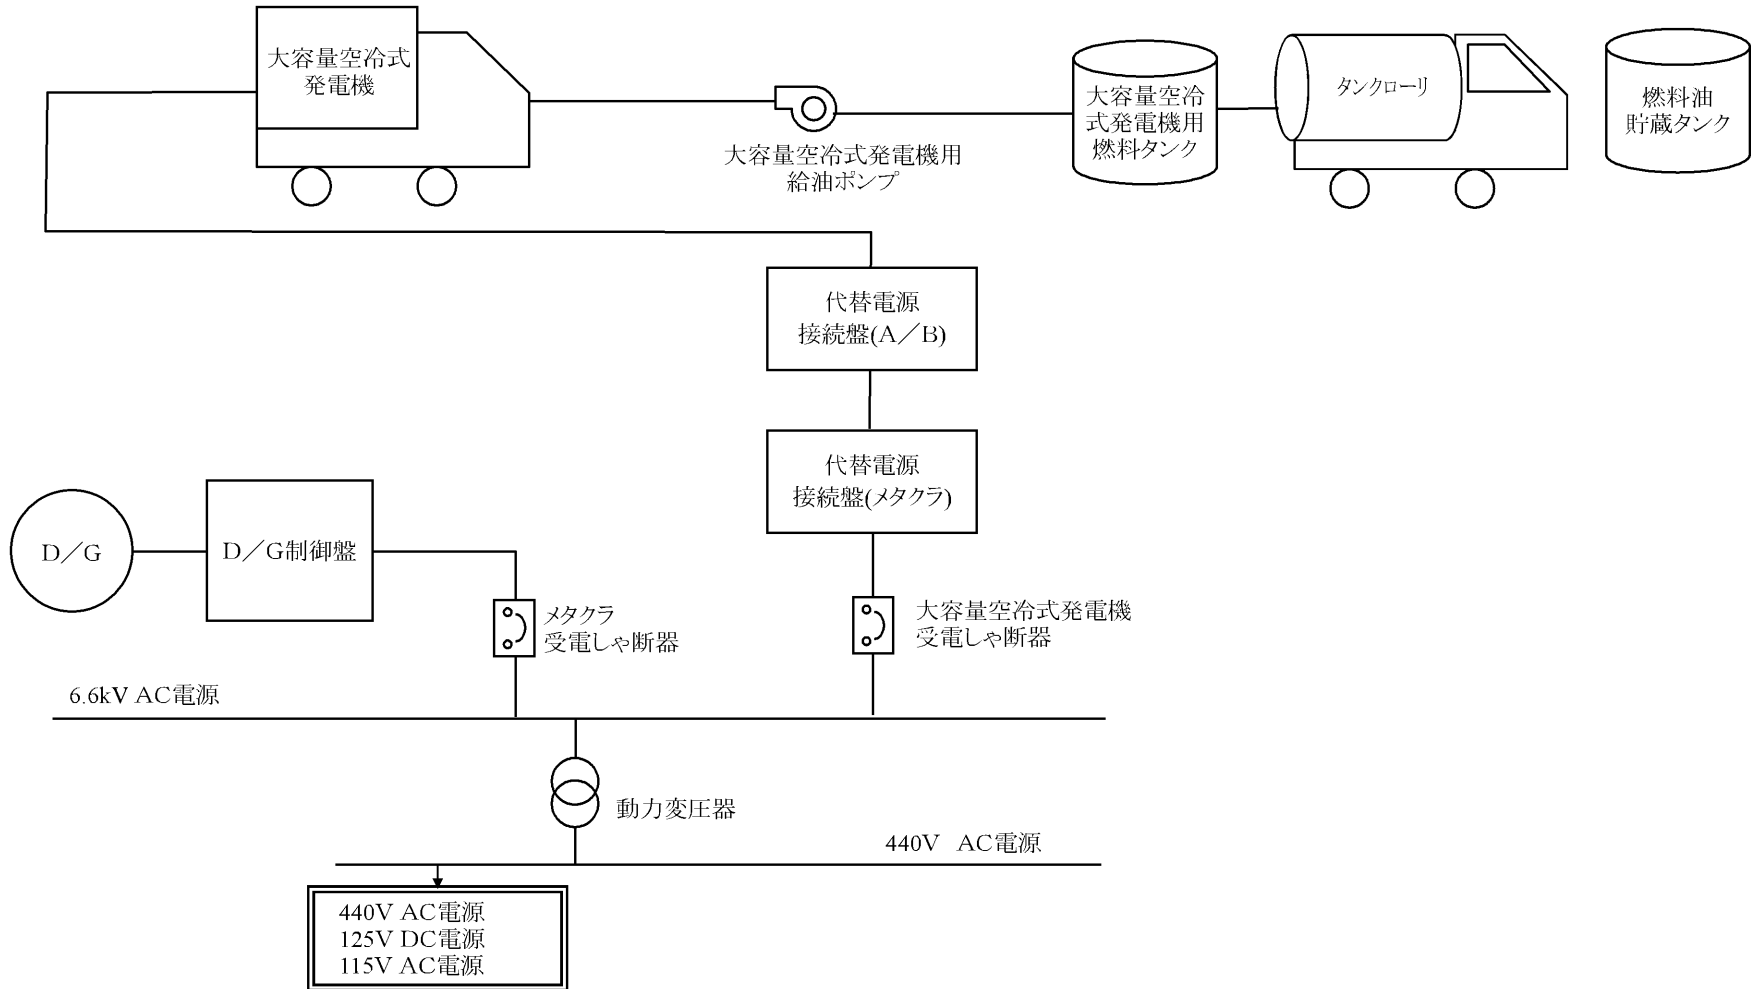 大容量空冷式
発電機
大容量空冷式発電機用
給油ポンプ
大容量空冷
式発電機用
燃料タンク
タンクローリ
燃料油
貯蔵タンク
代替電源
接続盤(A／B)
代替電源
接続盤(メタクラ)
D／G
D／G制御盤
メタクラ
受電しゃ断器
大容量空冷式発電機
受電しゃ断器
6.6kV AC電源
動力変圧器
440V AC電源
440V AC電源
125V DC電源
115V AC電源